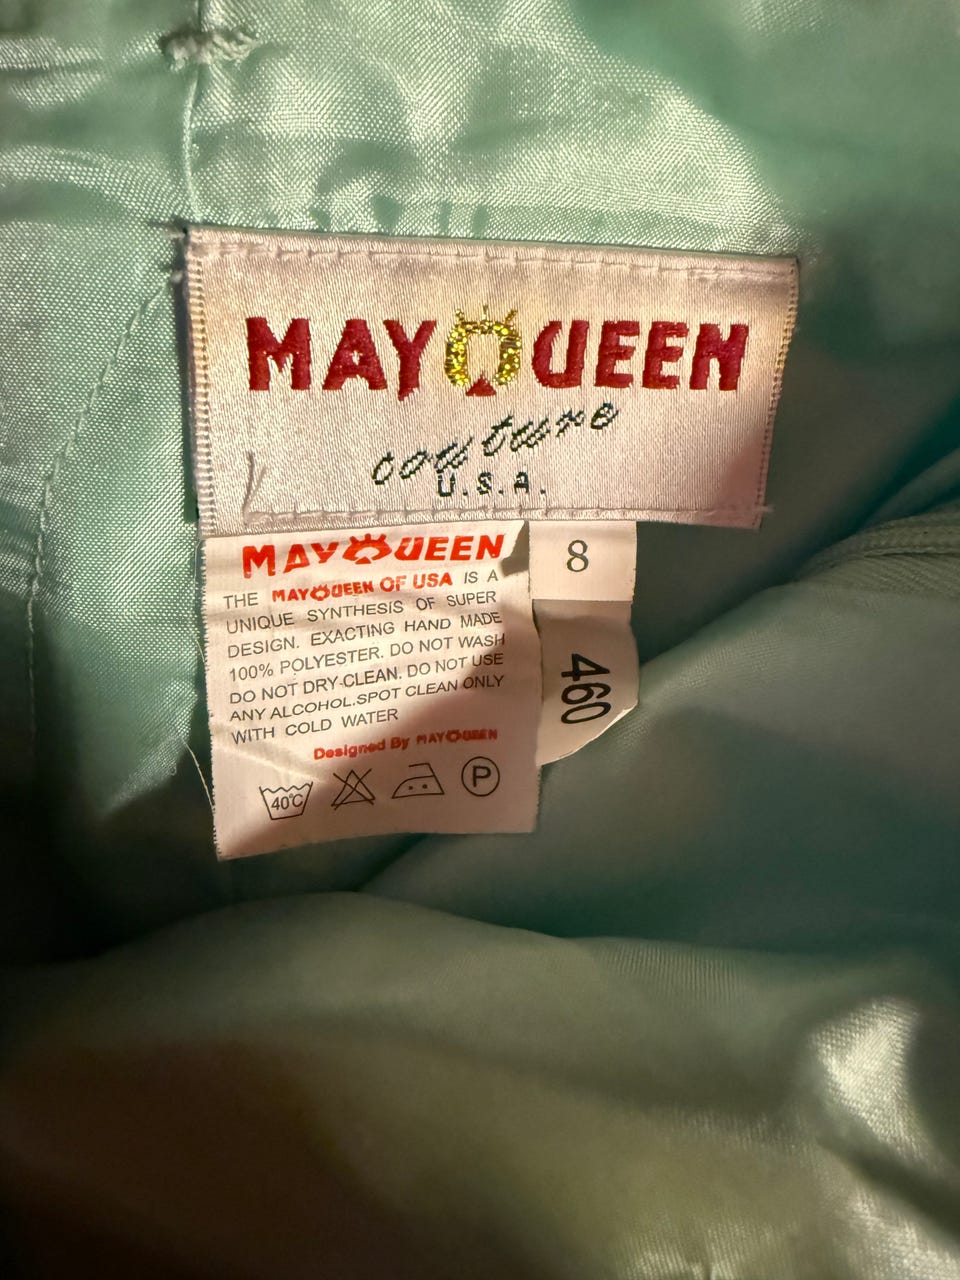 MAYQUEEN
couture
U.S.A.
MAYQUEEN
THE MAYQUEEN OF USA IS A
UNIQUE SYNTHESIS OF SUPER
DESIGN. EXACTING HAND MADE
100% POLYESTER. DO NOT WASH
DO NOT DRY-CLEAN. DO NOT USE
ANY ALCOHOL.SPOT CLEAN ONLY
WITH COLD WATER
Designed By MAYQUEEN
40°C
P
8
460